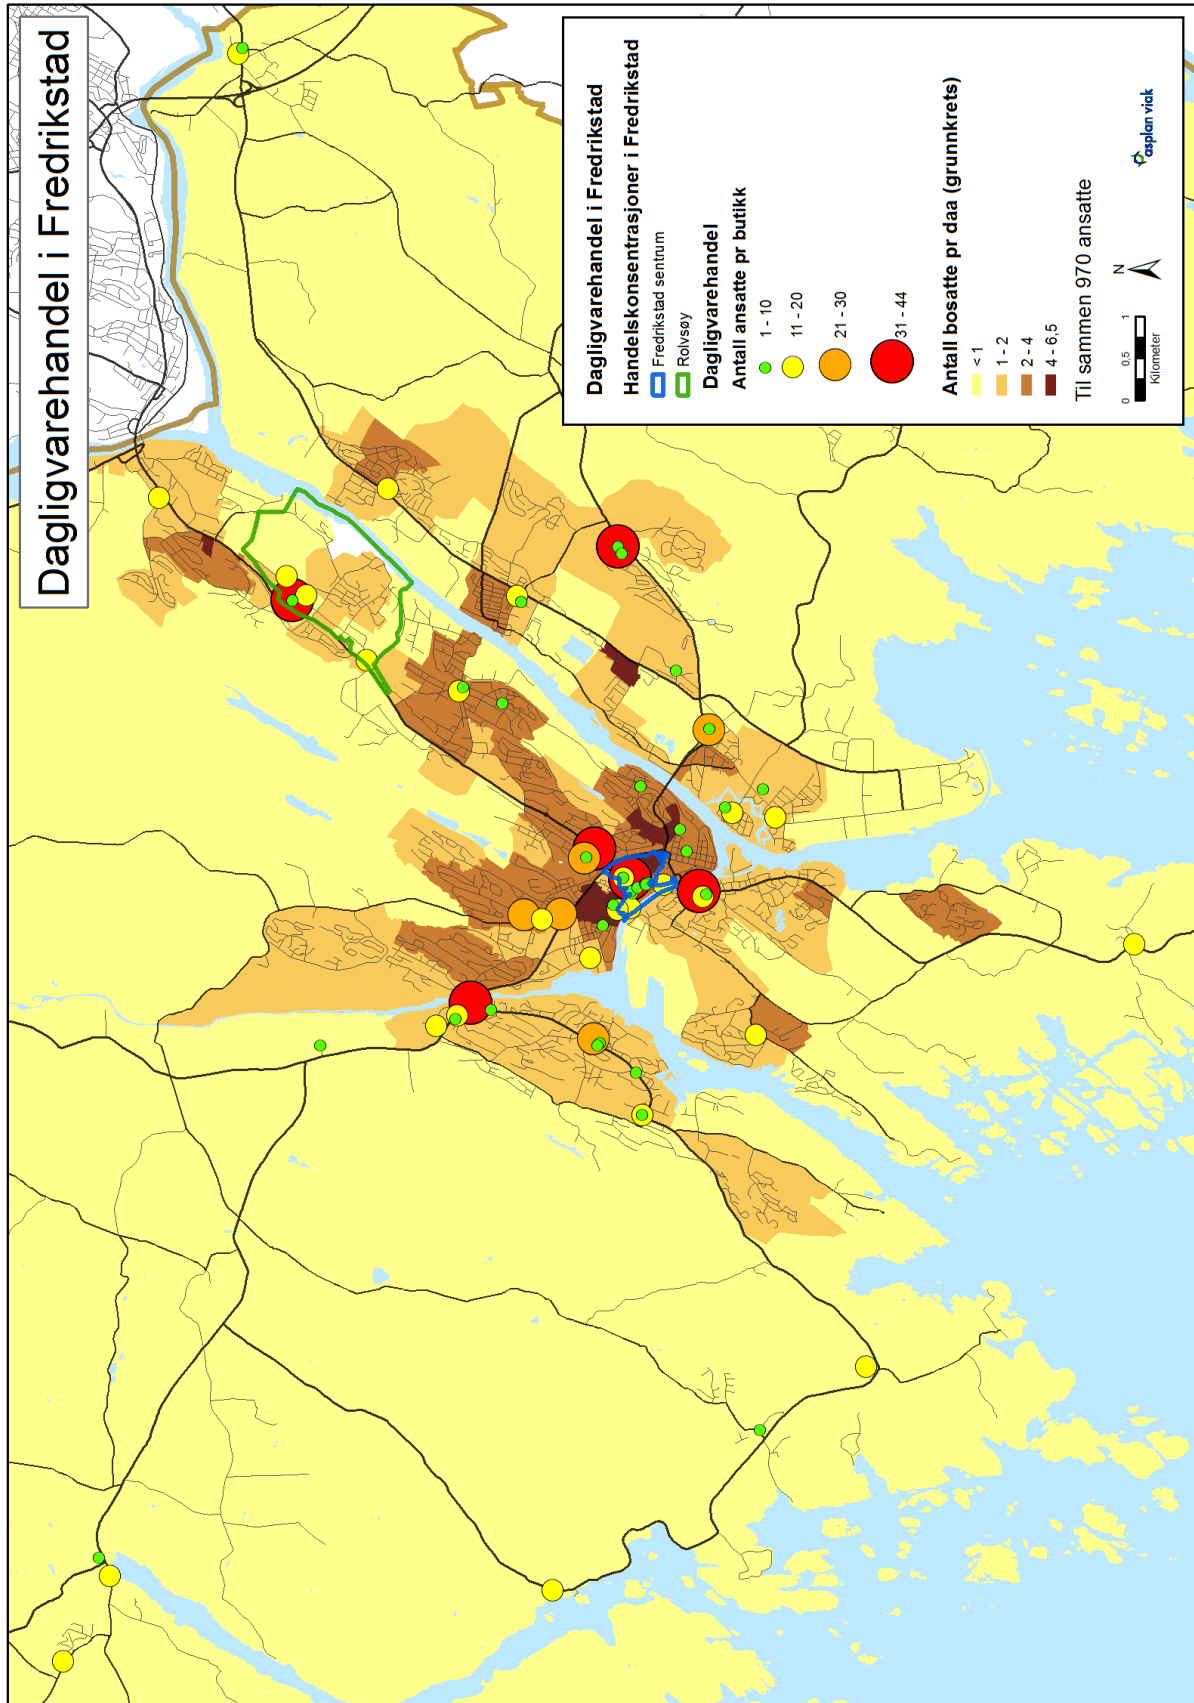 Dagligvarehandel i Fredrikstad
Dagligvarehandel i Fredrikstad
Handelskonsentrasjoner i Fredrikstad
Fredrikstad sentrum
Rolvsøy
Dagligvarehandel
Antall ansatte pr butikk
1 - 10
11 - 20
21 - 30
31 - 44
Antall bosatte pr daa (grunnkrets)
< 1
1 - 2
2 - 4
4 - 6,5
Til sammen 970 ansatte
0 0,5 1
Kilometer
N
asplan viak